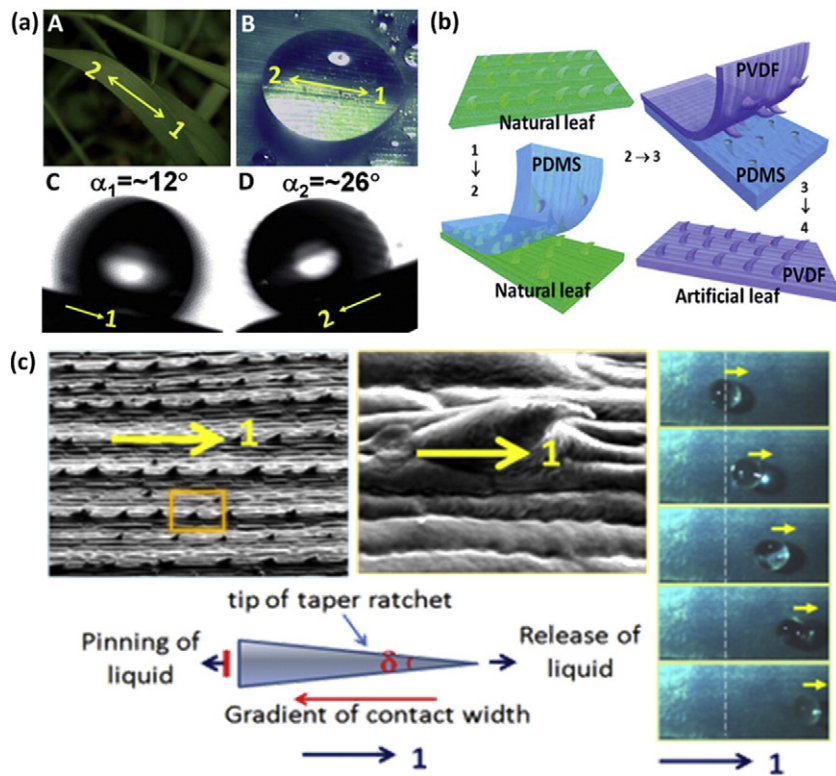 (a)
A
2
1
B
2
1
C
α₁=~12°
1
D
α₂=~26°
2
(b)
Natural leaf
1
↓
2
PDMS
Natural leaf
2 → 3
PVDF
PDMS
3
↓
4
PVDF
Artificial leaf
(c)
1
1
tip of taper ratchet
Pinning of
liquid
δ
Release of
liquid
Gradient of contact width
1
1